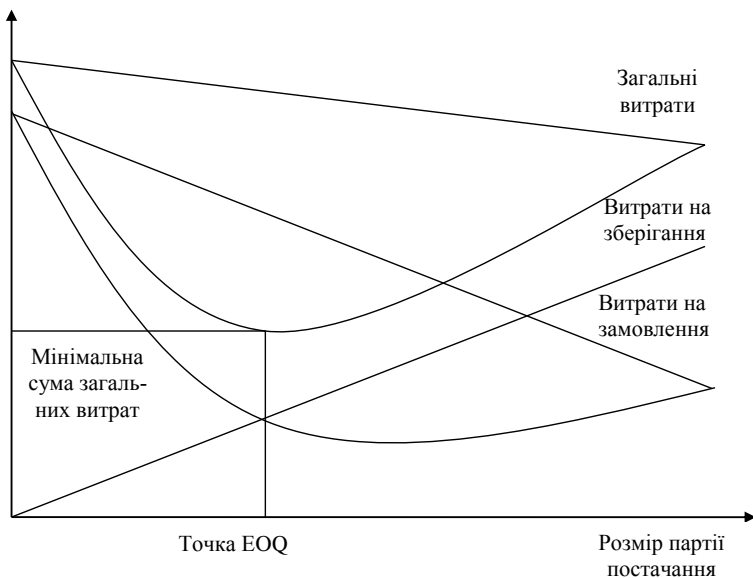 Загальні
витрати
Витрати на
зберігання
Витрати на
замовлення
Мінімальна
сума загаль-
них витрат
Точка EOQ
Розмір партії
постачання